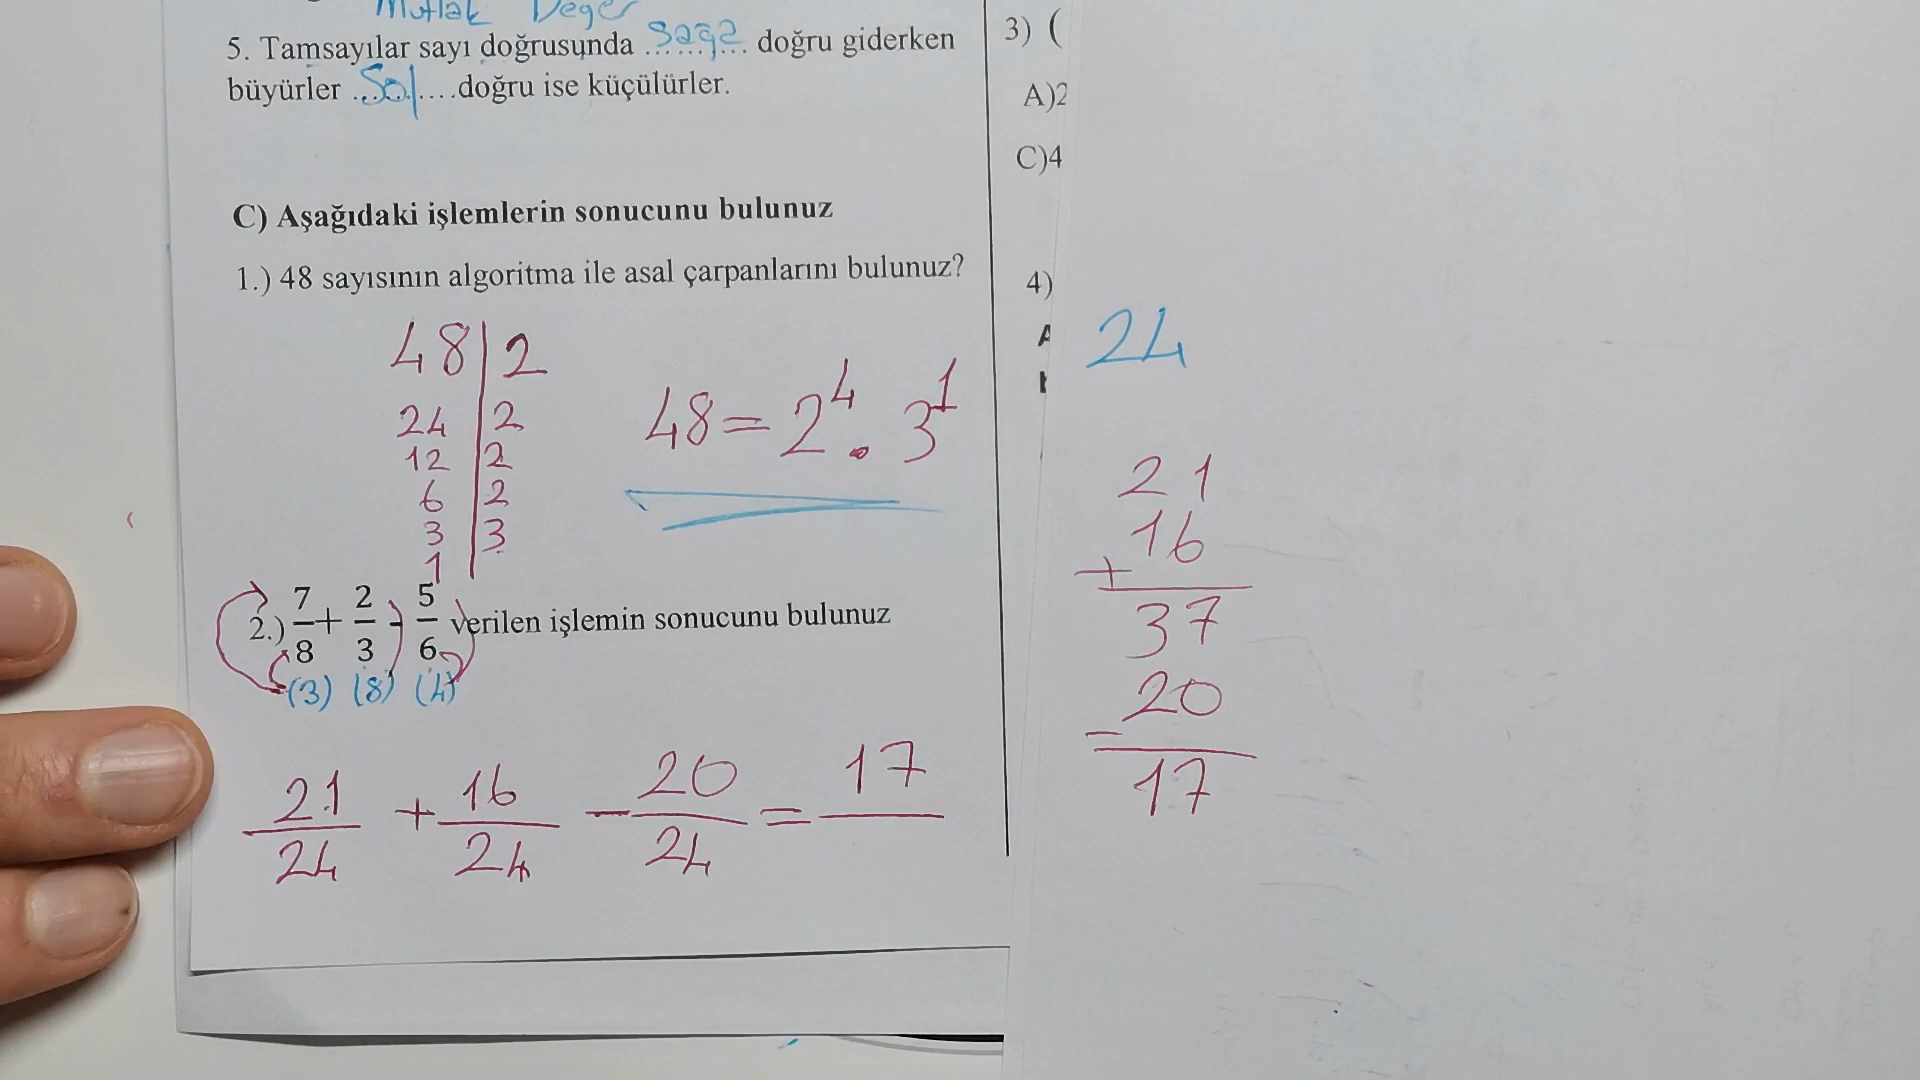 Mutlak Değer
5. Tamsayılar sayı doğrusunda sağa doğru giderken
büyürler Sol doğru ise küçülürler.
C) Aşağıdaki işlemlerin sonucunu bulunuz
1.) 48 sayısının algoritma ile asal çarpanlarını bulunuz?
48 | 2
24 | 2
12 | 2
6 | 2
3 | 3
1
48 = 2⁴ . 3¹
2.) 7/8 + 2/3 - 5/6 verilen işlemin sonucunu bulunuz
(3) (8) (4)
21/24 + 16/24 - 20/24 = 17
3) (
A)2
C)4
4)
24
21
16
+
37
20
-
17